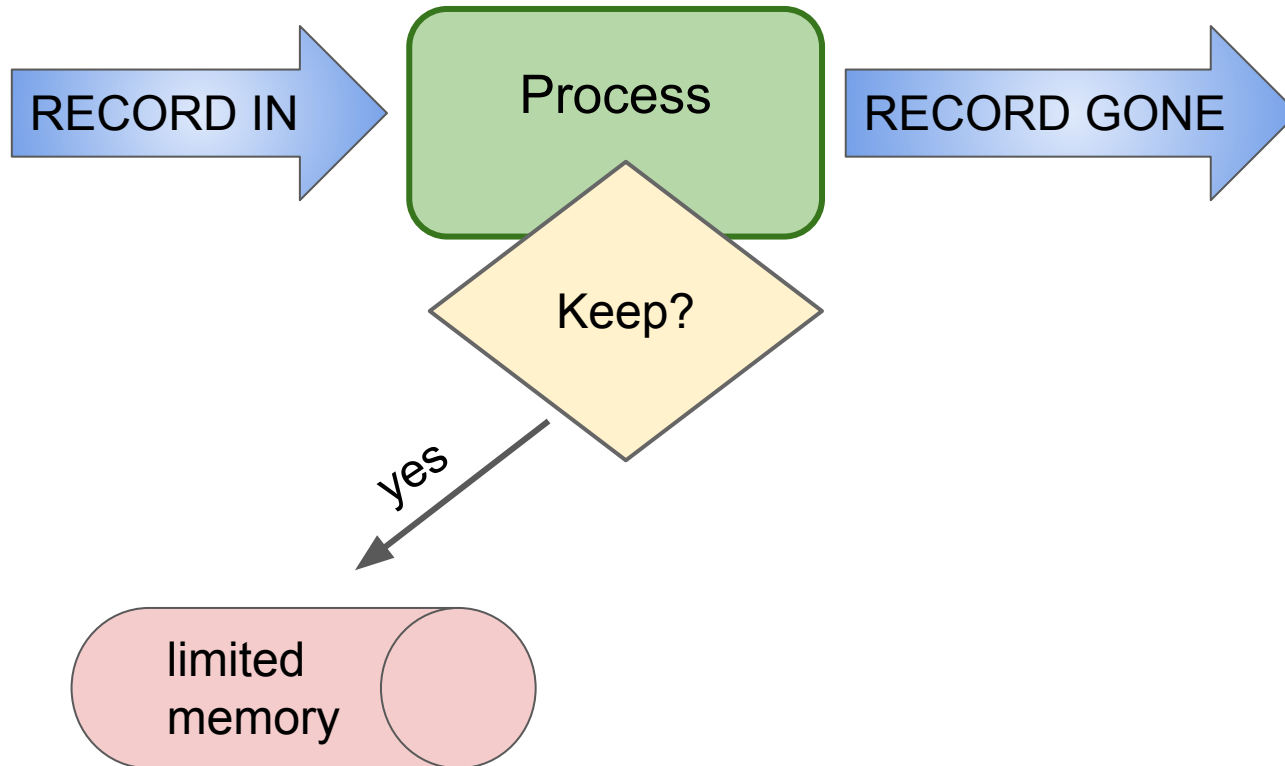 RECORD IN
Process
RECORD GONE
Keep?
yes
limited
memory